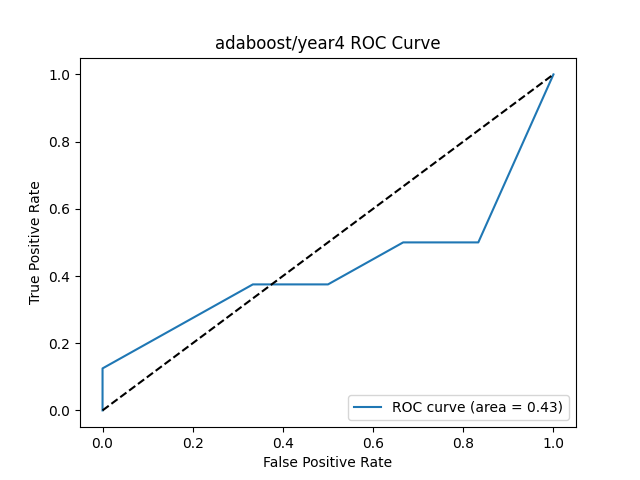 adaboost/year4 ROC Curve
True Positive Rate
1.0
0.8
0.6
0.4
0.2
0.0
0.0 0.2 0.4 0.6 0.8 1.0
False Positive Rate
ROC curve (area = 0.43)